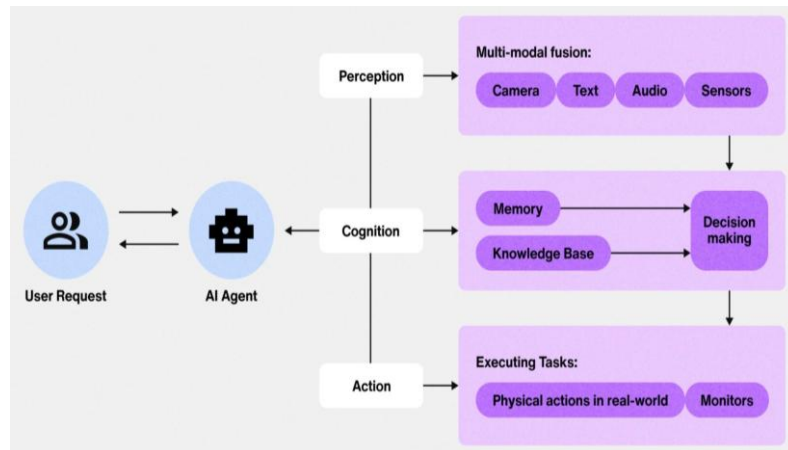 Multi-modal fusion:
Perception
Camera
Text
Audio
Sensors
Memory
Decision
making
Cognition
Knowledge Base
User Request
AI Agent
Executing Tasks:
Action
Physical actions in real-world
Monitors